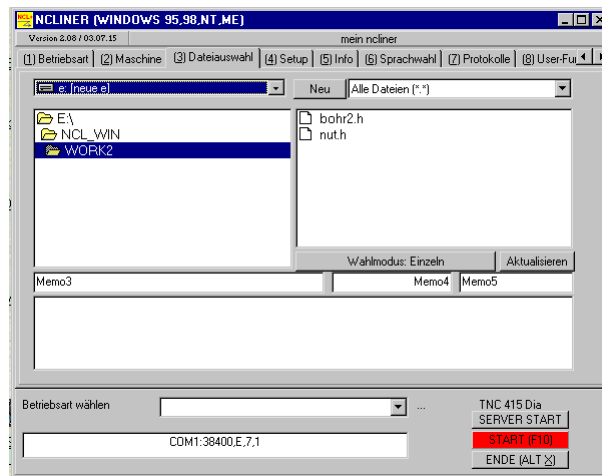 NCLINER (WINDOWS 95,98,NT,ME)
Version 2.08 / 03.07.15 mein ncliner
(1) Betriebsart (2) Maschine (3) Dateiauswahl (4) Setup (5) Info (6) Sprachwahl (7) Protokolle (8) User-Fu
e: [neue e] Neu Alle Dateien (*.*)
E:\ bohr2.h
NCL_WIN nut.h
WORK2
Wahlmodus: Einzeln Aktualisieren
Memo3 Memo4 Memo5
Betriebsart wählen ... TNC 415 Dia
SERVER START
COM1:38400,E,7,1 START (F10)
ENDE (ALT X)